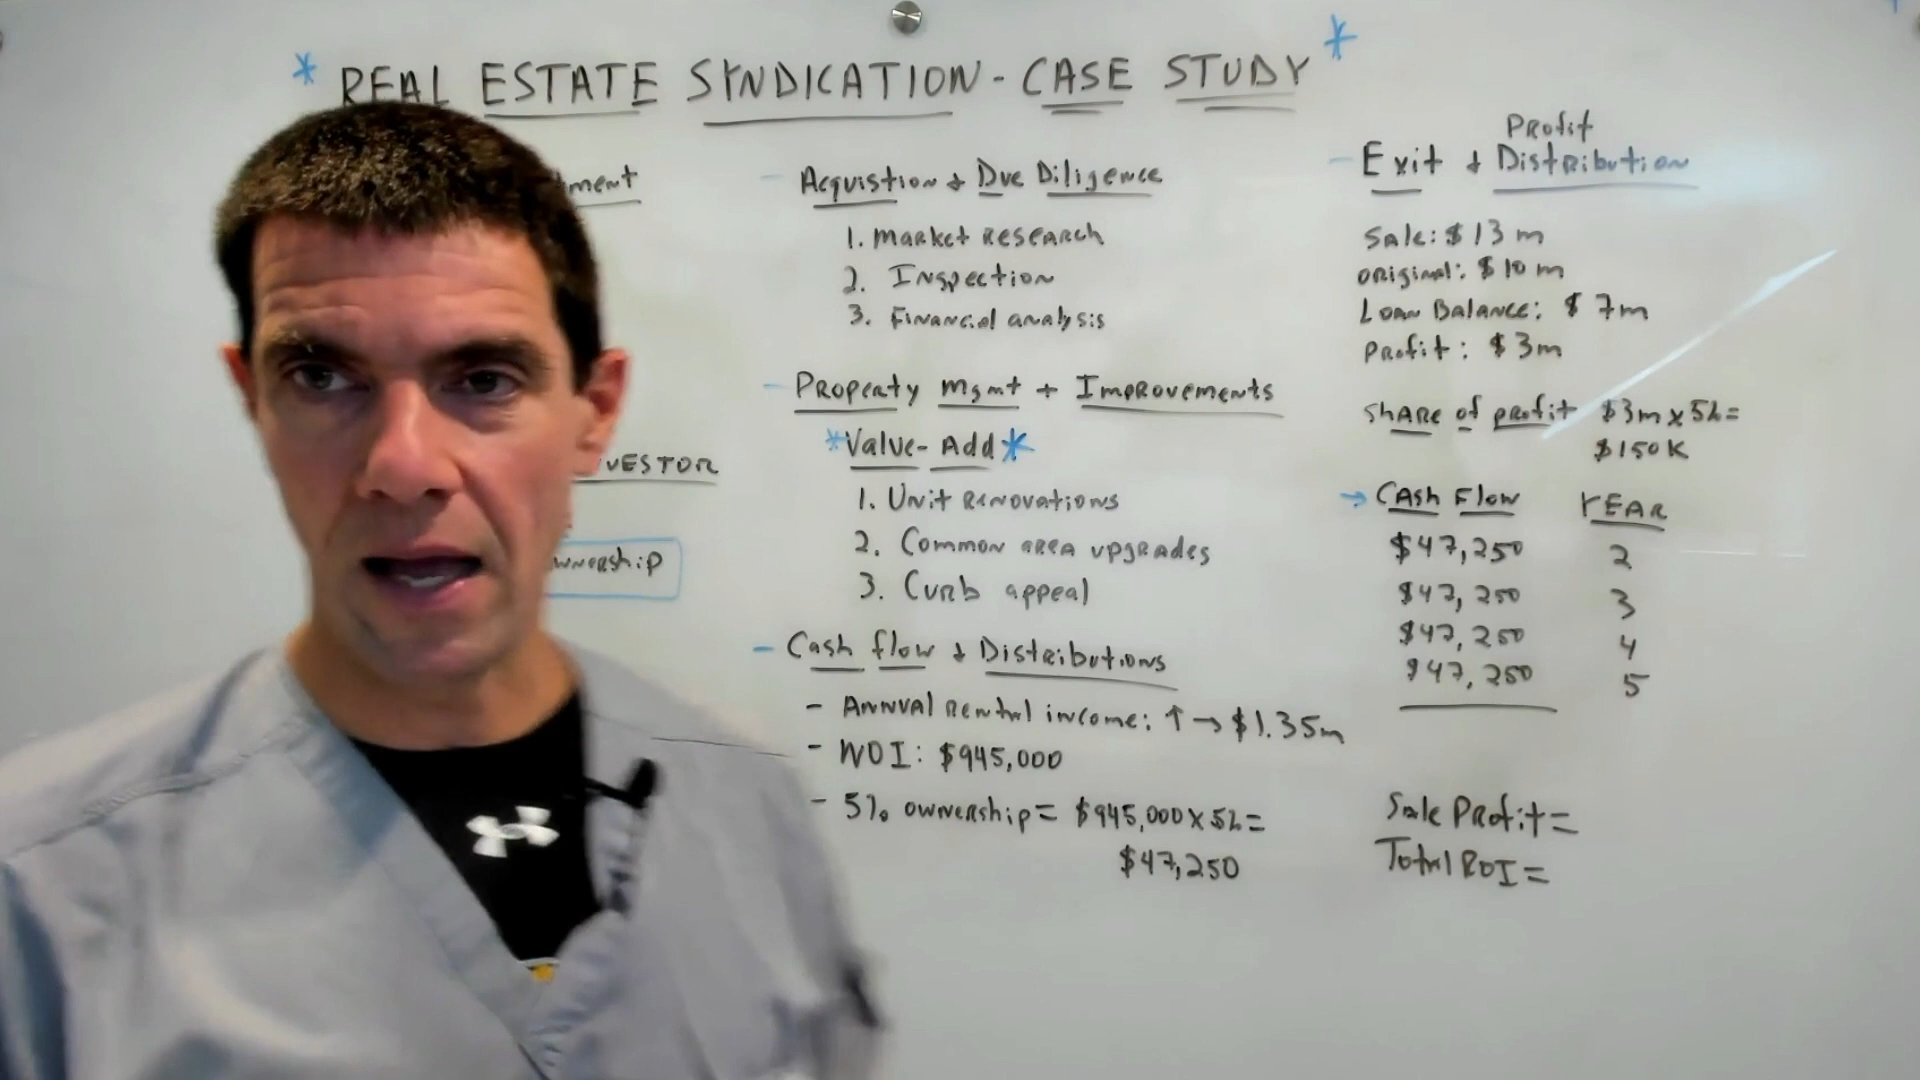 * REAL ESTATE SYNDICATION - CASE STUDY *
ment
VESTOR
wnership
- Acquistion + Due Diligence
1. market research
2. Inspection
3. Financial analysis
- Property mgmt + Improvements
*Value-Add*
1. Unit renovations
2. Common area upgrades
3. Curb appeal
- Cash flow + Distributions
- Annual rental income: ↑ → $1.35m
- NOI: $945,000
- 5% ownership = $945,000 x 5% =
$47,250
Profit
- Exit + Distribution
Sale: $13m
original: $10m
Loan Balance: $7m
Profit: $3m
Share of profit $3m x 5% =
$150K
→ Cash Flow YEAR
$47,250 2
$47,250 3
$47,250 4
$47,250 5
Sale Profit =
Total ROI =